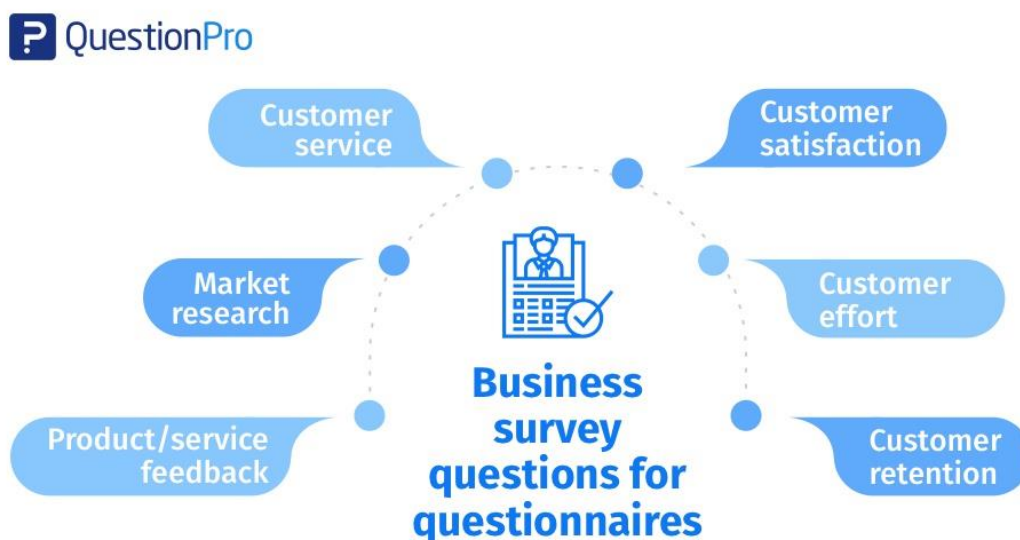 QuestionPro
Customer
service
Customer
satisfaction
Market
research
Customer
effort
Product/service
feedback
Customer
retention
Business
survey
questions for
questionnaires